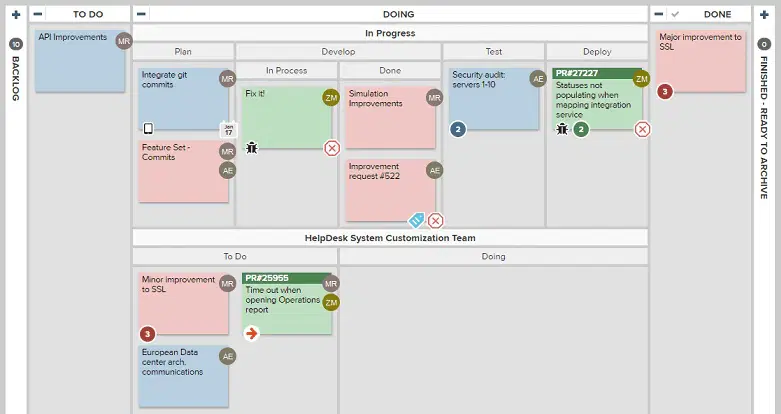 TO DO
DOING
DONE
10
BACKLOG
0
FINISHED - READY TO ARCHIVE
In Progress
Plan
Develop
Test
Deploy
In Process
Done
API Improvements
MR
Integrate git
commits
MR
Jan
17
Feature Set -
Commits
MR
AE
Fix it!
ZM
Simulation
Improvements
MR
Improvement
request #522
AE
Security audit:
servers 1-10
AE
2
PR#27227
Statuses not
populating when
mapping integration
service
ZM
2
Major improvement to
SSL
MR
3
HelpDesk System Customization Team
To Do
Doing
Minor improvement
to SSL
MR
3
PR#25955
Time out when
opening Operations
report
MR
ZM
European Data
center arch,
communications
AE